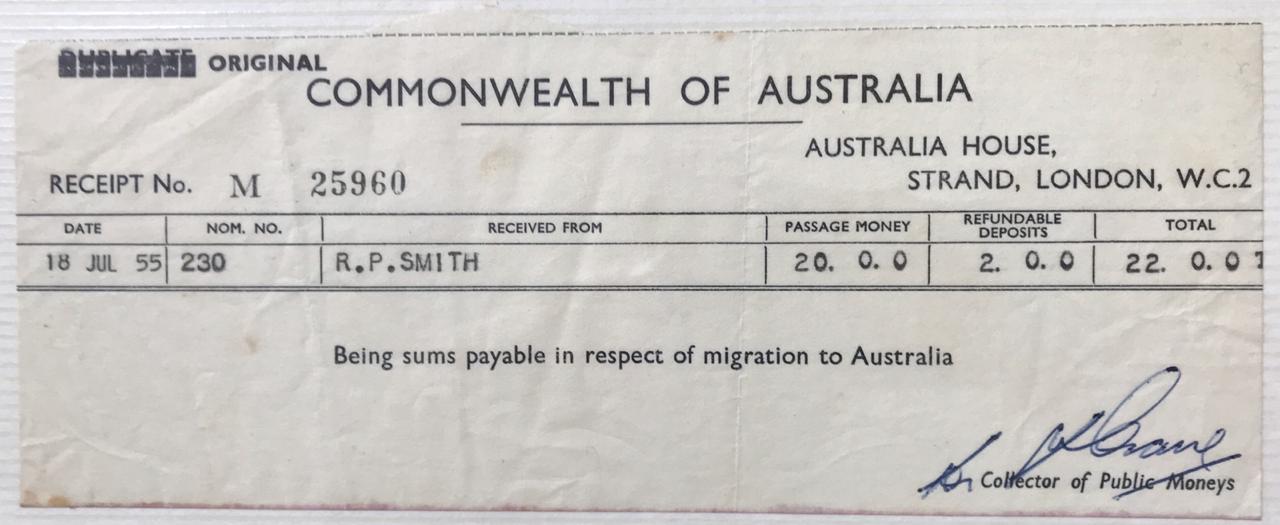 DUPLICATE ORIGINAL
COMMONWEALTH OF AUSTRALIA
AUSTRALIA HOUSE,
STRAND, LONDON, W.C.2
RECEIPT No. M 25960
DATE NOM. NO. RECEIVED FROM PASSAGE MONEY REFUNDABLE DEPOSITS TOTAL
18 JUL 55 230 R.P.SMITH 20. 0. 0 2. 0. 0 22. 0. 0
Being sums payable in respect of migration to Australia
Collector of Public Moneys